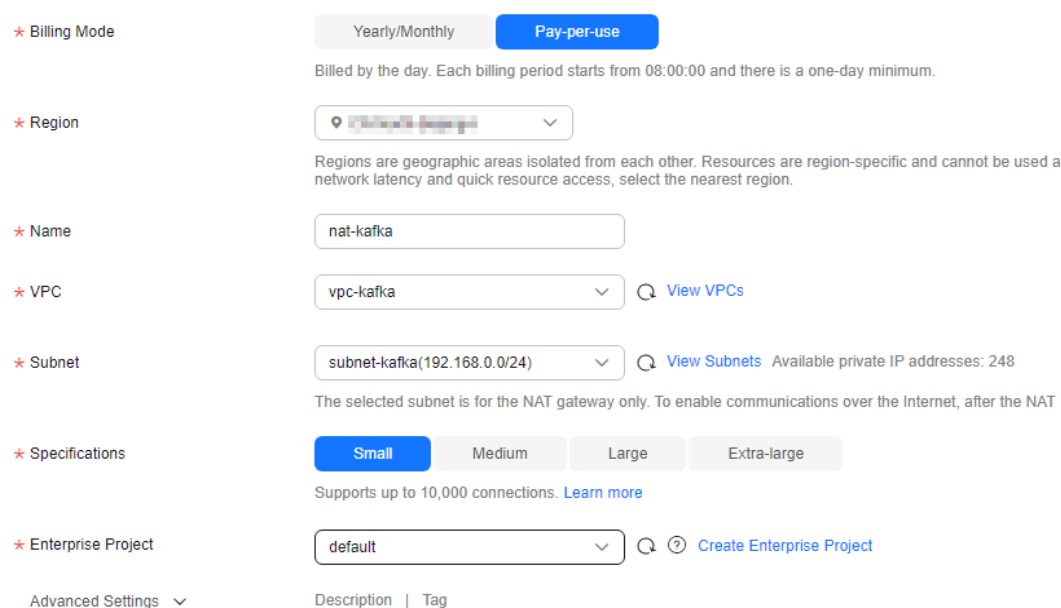 * Billing Mode Yearly/Monthly Pay-per-use
Billed by the day. Each billing period starts from 08:00:00 and there is a one-day minimum.
* Region
Regions are geographic areas isolated from each other. Resources are region-specific and cannot be used a
network latency and quick resource access, select the nearest region.
* Name nat-kafka
* VPC vpc-kafka View VPCs
* Subnet subnet-kafka(192.168.0.0/24) View Subnets Available private IP addresses: 248
The selected subnet is for the NAT gateway only. To enable communications over the Internet, after the NAT
* Specifications Small Medium Large Extra-large
Supports up to 10,000 connections. Learn more
* Enterprise Project default ? Create Enterprise Project
Advanced Settings Description | Tag